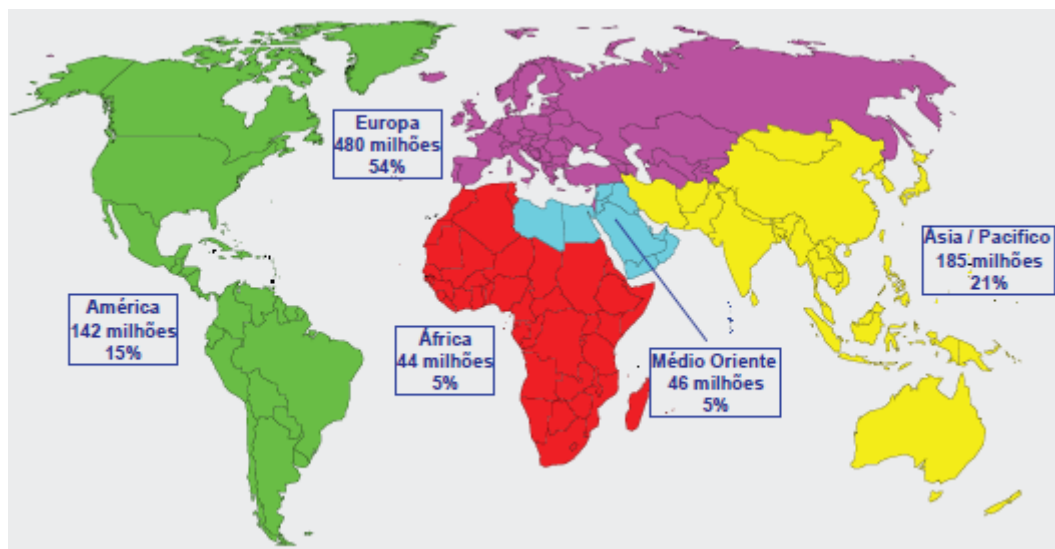 Europa
480 milhões
54%
Ásia / Pacifico
185 milhões
21%
América
142 milhões
15%
África
44 milhões
5%
Médio Oriente
46 milhões
5%